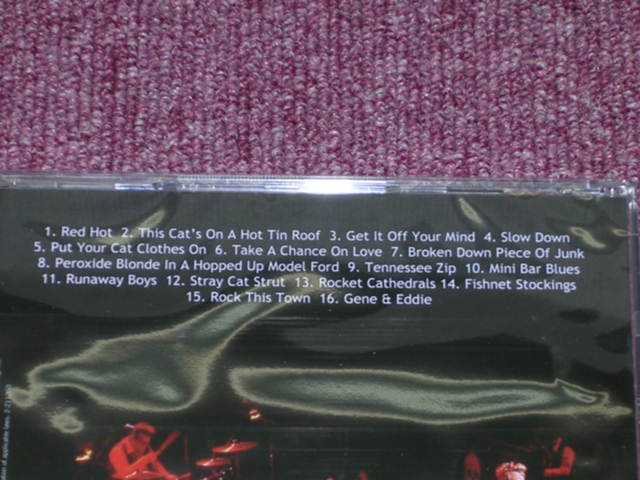 1. Red Hot 2. This Cat's On A Hot Tin Roof 3. Get It Off Your Mind 4. Slow Down
5. Put Your Cat Clothes On 6. Take A Chance On Love 7. Broken Down Piece Of Junk
8. Peroxide Blonde In A Hopped Up Model Ford 9. Tennessee Zip 10. Mini Bar Blues
11. Runaway Boys 12. Stray Cat Strut 13. Rocket Cathedrals 14. Fishnet Stockings
15. Rock This Town 16. Gene & Eddie
of applicable laws.